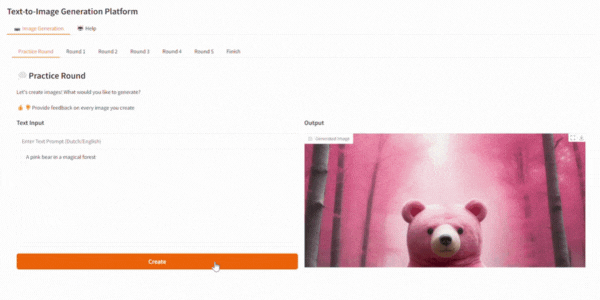 Text-to-Image Generation Platform
Image Generation Help
Practice Round Round 1 Round 2 Round 3 Round 4 Round 5 Finish
Practice Round
Let's create images! What would you like to generate?
Provide feedback on every image you create
Text Input Output
Enter Text Prompt (Dutch/English) Generated Image
A pink bear in a magical forest
Create